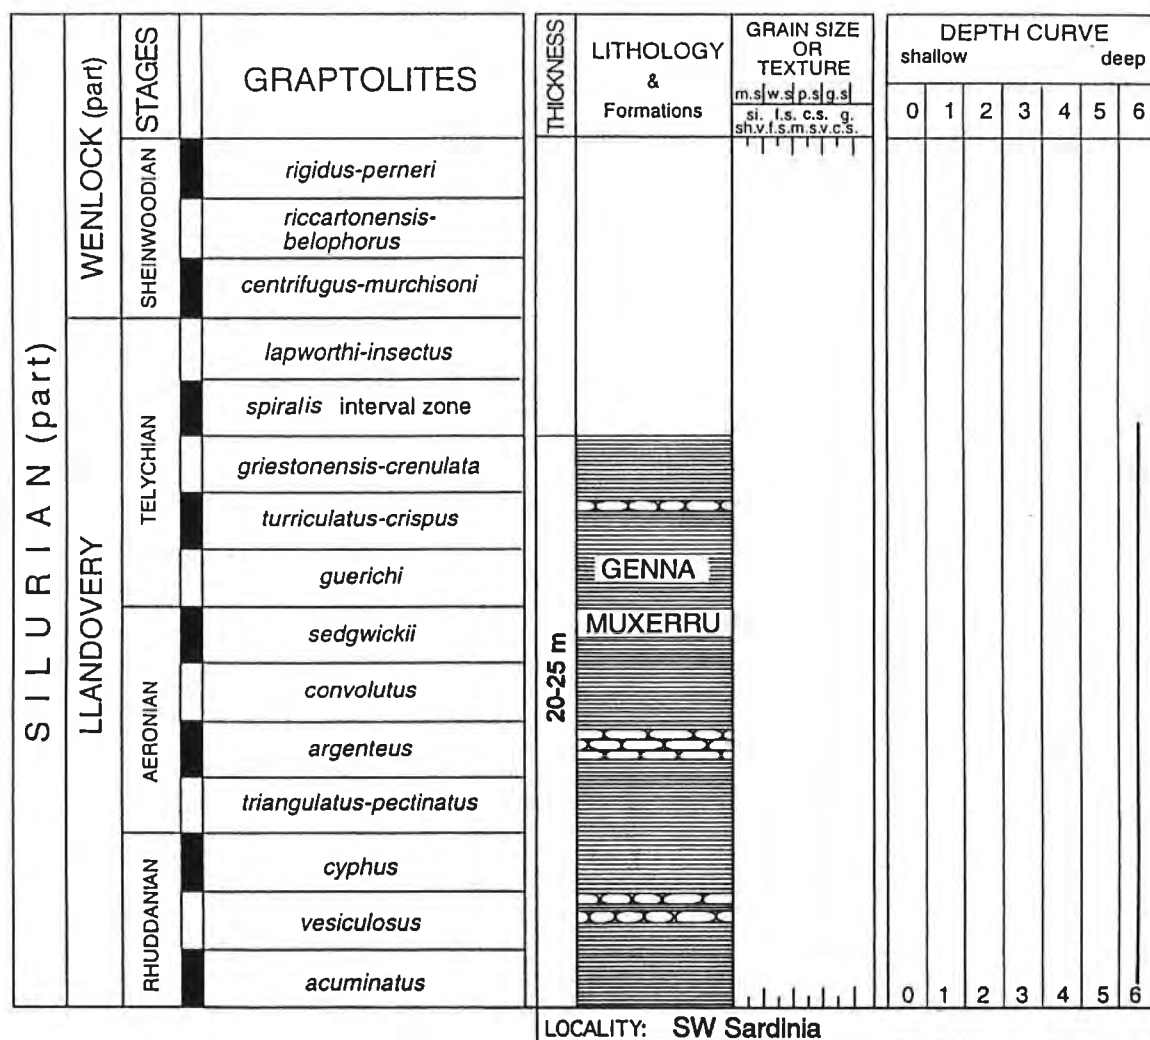 SILURIAN (part)
WENLOCK (part)
LLANDOVERY
STAGES
SHEINWOODIAN
TELYCHIAN
AERONIAN
RHUDDANIAN
GRAPTOLITES
rigidus-perneri
riccartonensis-
belophorus
centrifugus-murchisoni
lapworthi-insectus
spiralis interval zone
griestonensis-crenulata
turriculatus-crispus
guerichi
sedgwickii
convolutus
argenteus
triangulatus-pectinatus
cyphus
vesiculosus
acuminatus
THICKNESS
20-25 m
LITHOLOGY
&
Formations
GENNA
MUXERRU
GRAIN SIZE
OR
TEXTURE
m.s w.s p.s g.s
si. f.s. c.s. g.
sh.v.f.s.m.s.v.c.s.
DEPTH CURVE
shallow deep
0 1 2 3 4 5 6
0 1 2 3 4 5 6
LOCALITY: SW Sardinia